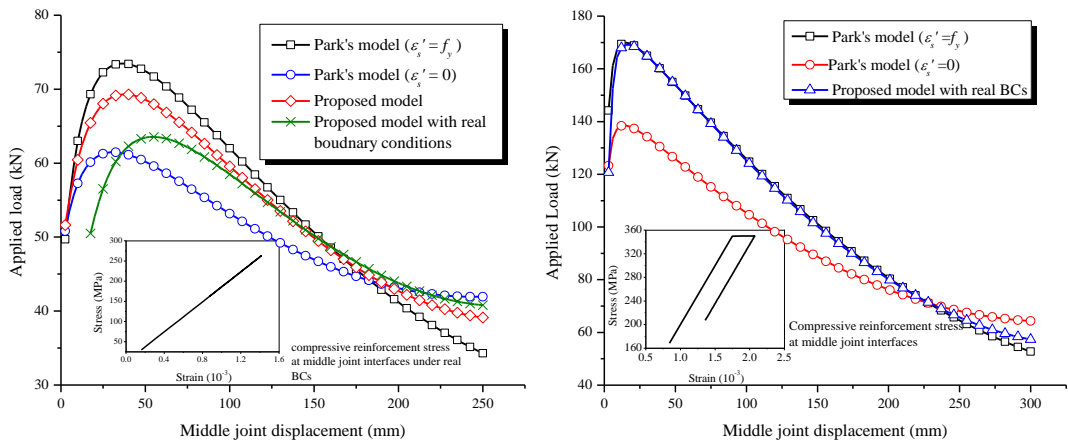 80
70
60
50
40
30
Applied load (kN)
0
50
100
150
200
250
Middle joint displacement (mm)
Park's model (εs'= fy)
Park's model (εs'= 0)
Proposed model
Proposed model with real
boudnary conditions
300
250
200
150
100
50
Stress (MPa)
0.0
0.4
0.8
1.2
1.6
Strain (10-3)
compressive reinforcement stress
at middle joint interfaces under real
BCs
180
160
140
120
100
80
60
40
Applied Load (kN)
0
50
100
150
200
250
300
Middle joint displacement (mm)
Park's model (εs'=fy)
Park's model (εs'=0)
Proposed model with real BCs
360
320
280
240
200
160
Stress (MPa)
0.5
1.0
1.5
2.0
2.5
Strain (10-3)
Compressive reinforcement stress
at middle joint interfaces